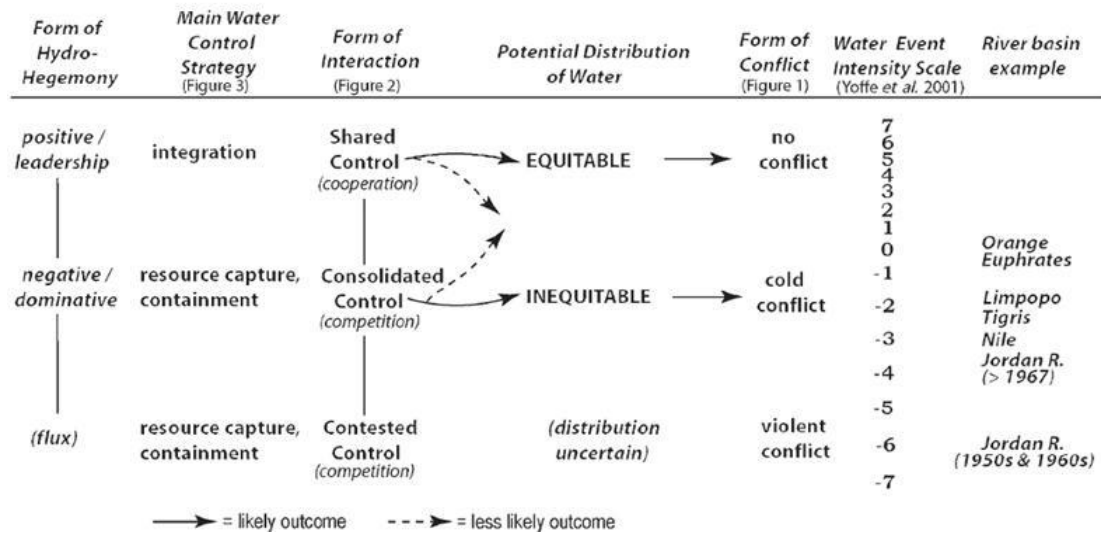 Form of Hydro-Hegemony
Main Water Control Strategy (Figure 3)
Form of Interaction (Figure 2)
Potential Distribution of Water
Form of Conflict (Figure 1)
Water Event Intensity Scale (Yoffe et al. 2001)
River basin example
positive / leadership
integration
Shared Control (cooperation)
EQUITABLE
no conflict
7
6
5
4
3
2
1
0
Orange
Euphrates
negative / dominative
resource capture, containment
Consolidated Control (competition)
INEQUITABLE
cold conflict
-1
-2
-3
-4
Limpopo
Tigris
Nile
Jordan R. (> 1967)
(flux)
resource capture, containment
Contested Control (competition)
(distribution uncertain)
violent conflict
-5
-6
-7
Jordan R. (1950s & 1960s)
= likely outcome
= less likely outcome